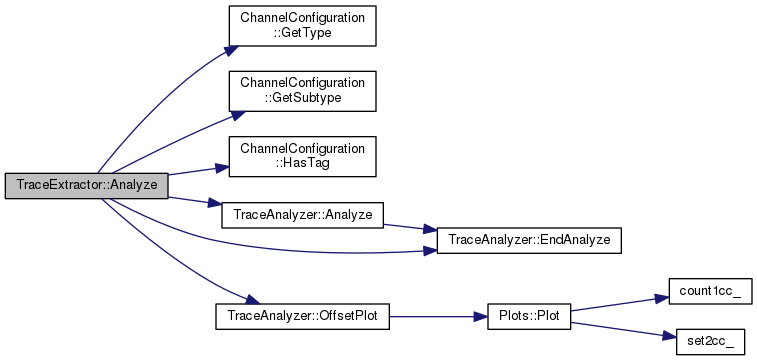 ChannelConfiguration
::GetType
ChannelConfiguration
::GetSubtype
ChannelConfiguration
::HasTag
TraceExtractor::Analyze
TraceAnalyzer::Analyze
TraceAnalyzer::EndAnalyze
TraceAnalyzer::OffsetPlot
Plots::Plot
count1cc_
set2cc_